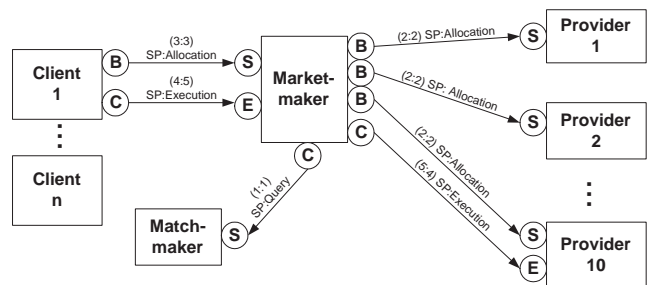 Client
1
B
(3:3)
SP:Allocation
S
C
(4:5)
SP:Execution
E
Client
n
Market-
maker
B
B
B
C
C
(1:1)
SP:Query
Match-
maker
S
(2:2) SP:Allocation
S
Provider
1
(2:2) SP: Allocation
S
Provider
2
(2:2) SP:Allocation
(5:4) SP:Execution
S
E
Provider
10